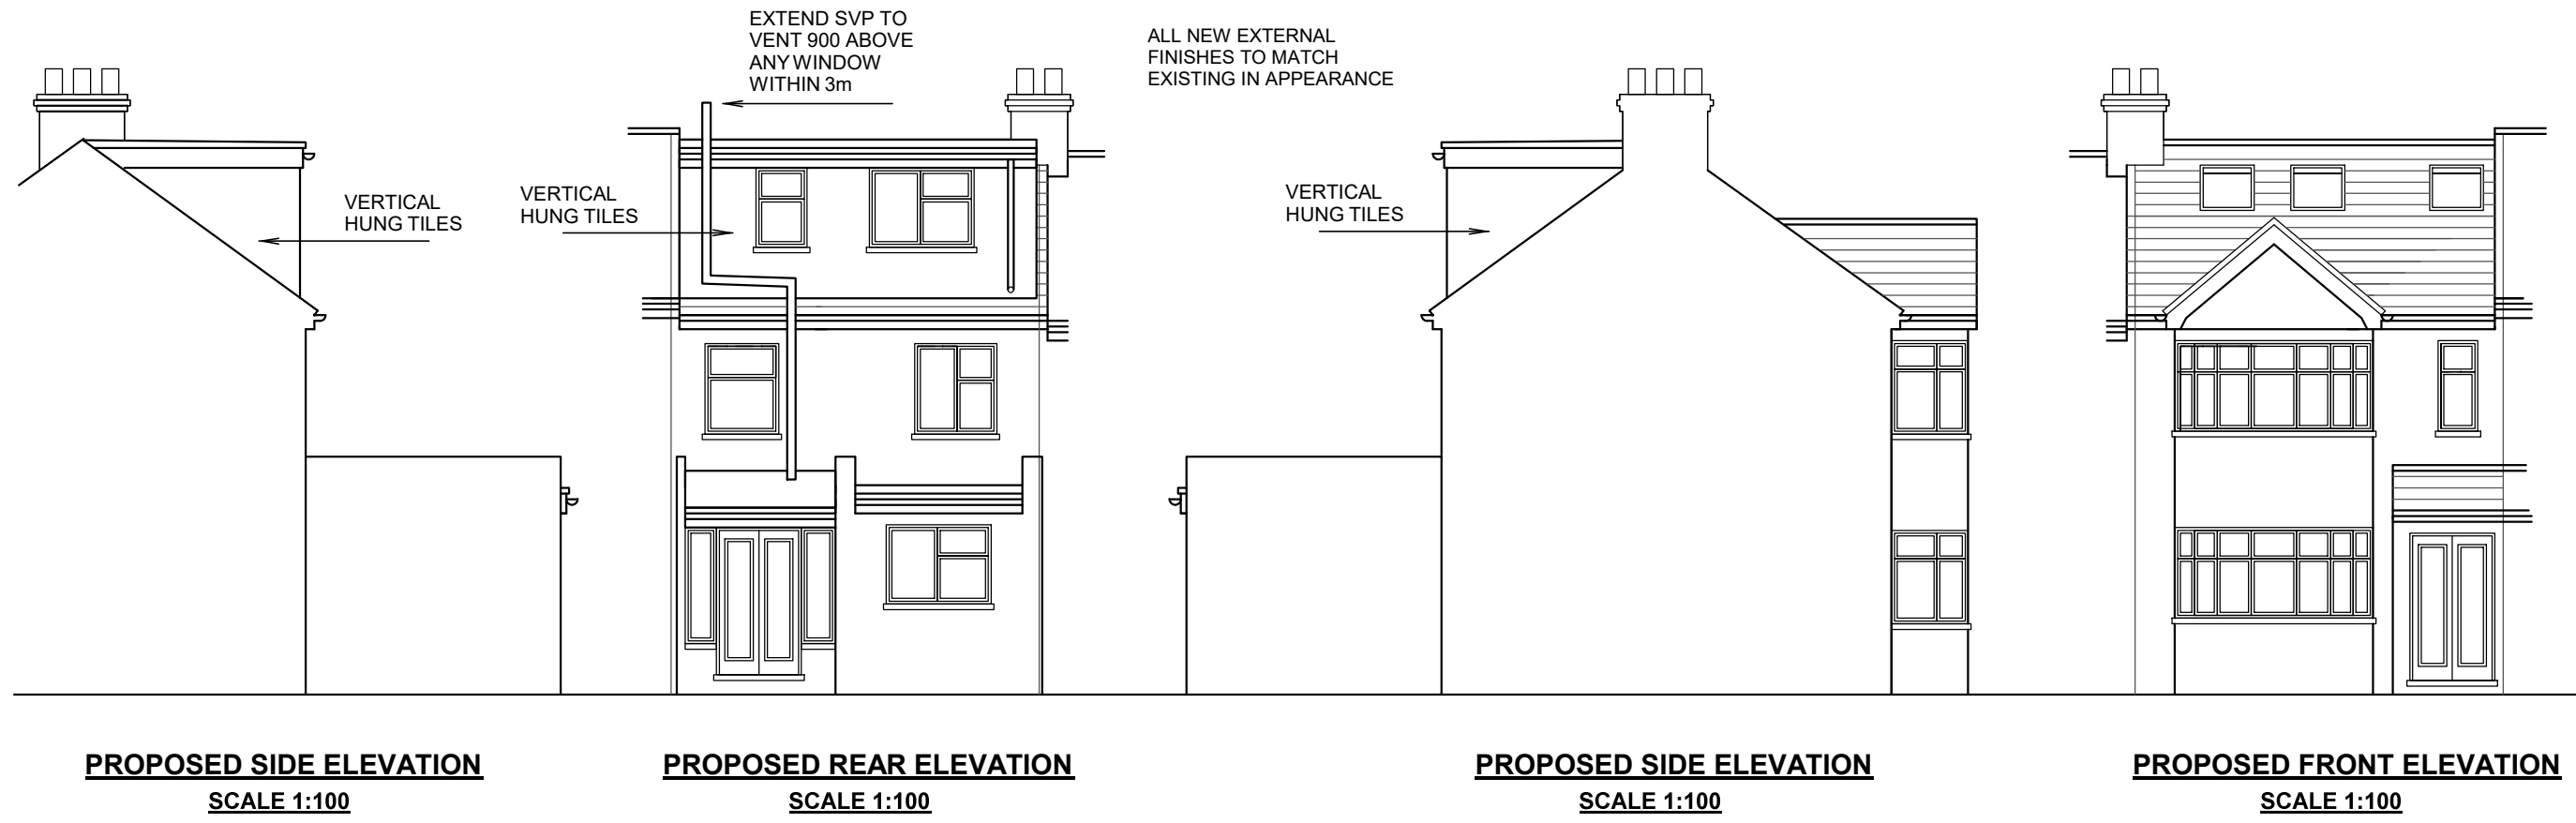 EXTEND SVP TO
VENT 900 ABOVE
ANY WINDOW
WITHIN 3m
ALL NEW EXTERNAL
FINISHES TO MATCH
EXISTING IN APPEARANCE
VERTICAL
HUNG TILES
VERTICAL
HUNG TILES
VERTICAL
HUNG TILES
PROPOSED SIDE ELEVATION
SCALE 1:100
PROPOSED REAR ELEVATION
SCALE 1:100
PROPOSED SIDE ELEVATION
SCALE 1:100
PROPOSED FRONT ELEVATION
SCALE 1:100